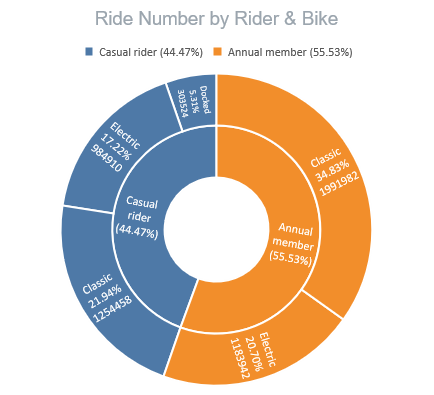 Ride Number by Rider & Bike
Casual rider (44.47%)
Annual member (55.53%)
Docked
5.31%
303524
Electric
17.22%
984910
Classic
34.83%
1991982
Casual
rider
(44.47%)
Annual
member
(55.53%)
Classic
21.94%
1254458
Electric
20.70%
1183942